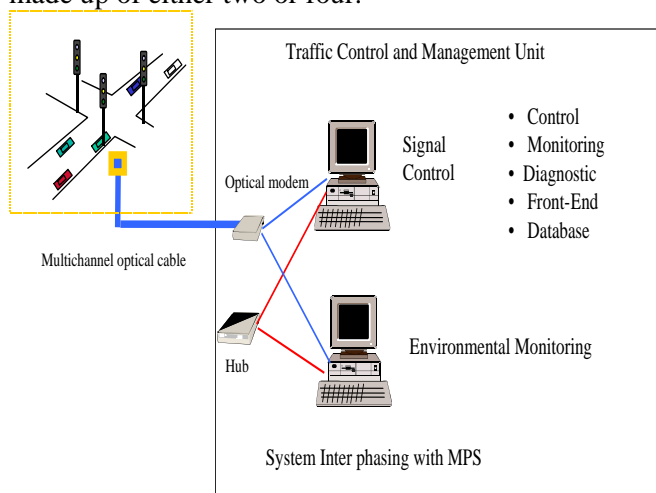 made up of either two or four.
Traffic Control and Management Unit
Signal
Control
• Control
• Monitoring
• Diagnostic
• Front-End
• Database
Optical modem
Multichannel optical cable
Hub
Environmental Monitoring
System Inter phasing with MPS